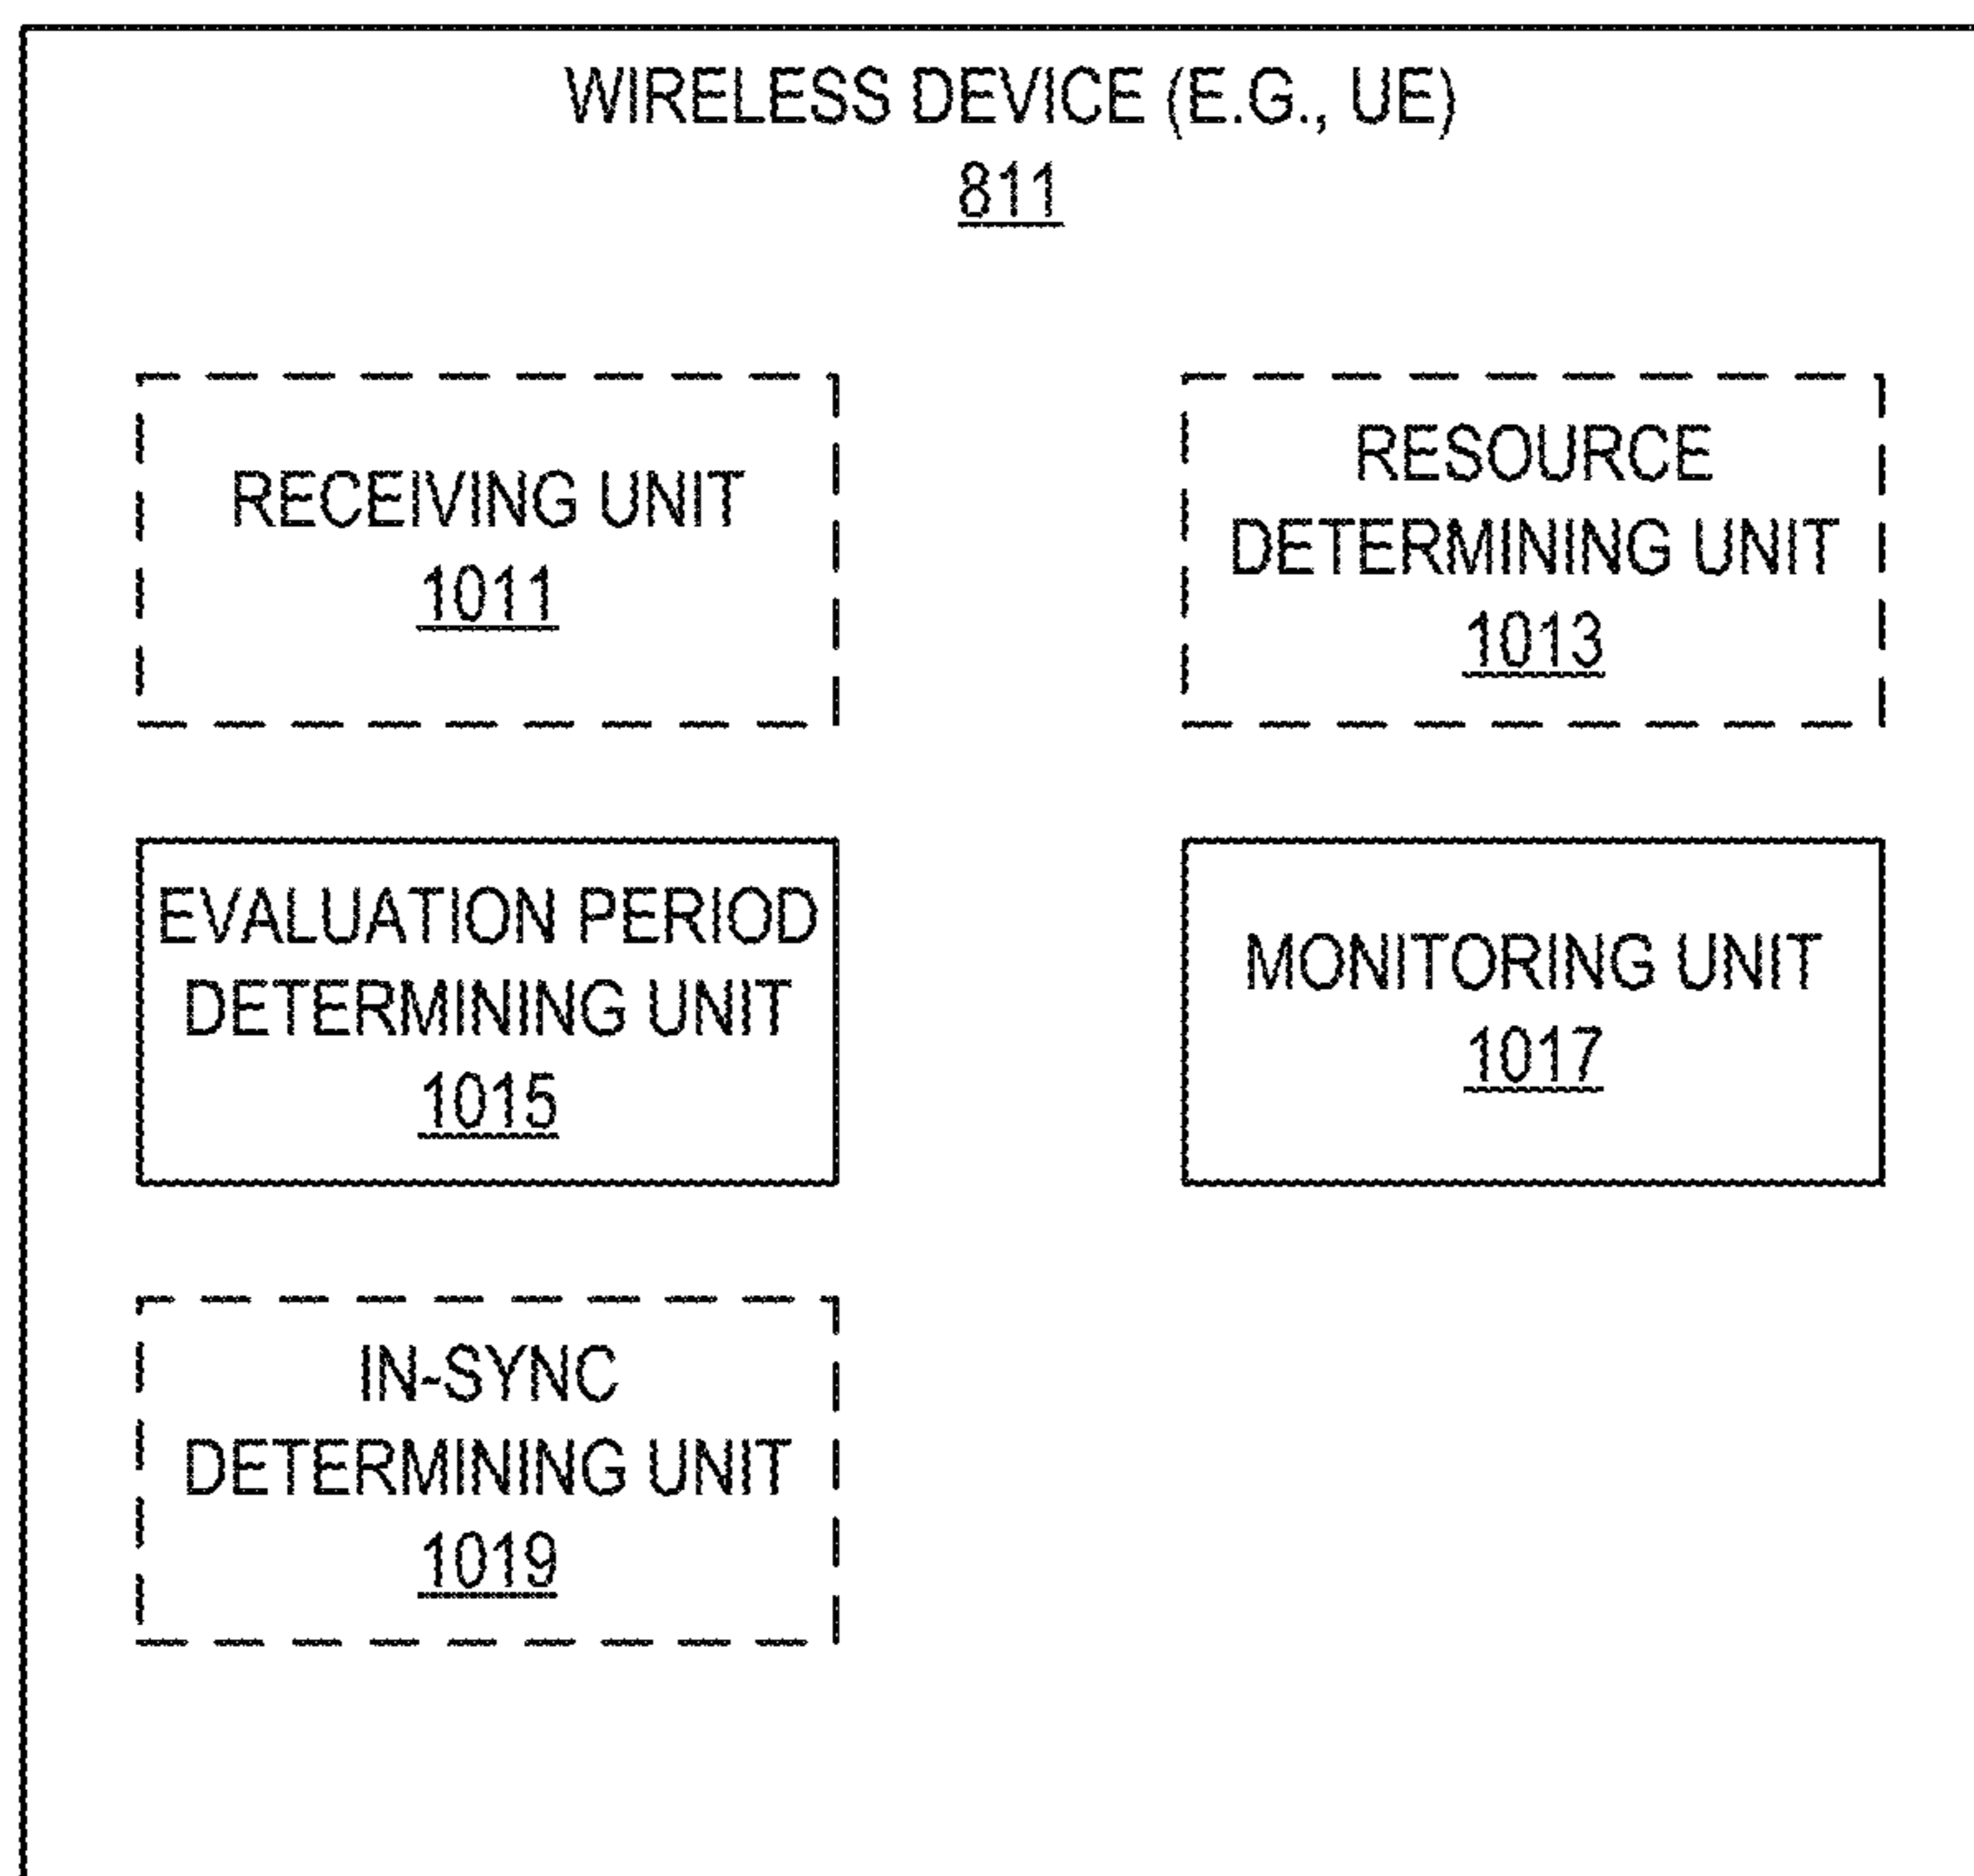 WIRELESS DEVICE (E.G., UE)
811
RECEIVING UNIT
1011
RESOURCE
DETERMINING UNIT
1013
EVALUATION PERIOD
DETERMINING UNIT
1015
MONITORING UNIT
1017
IN-SYNC
DETERMINING UNIT
1019